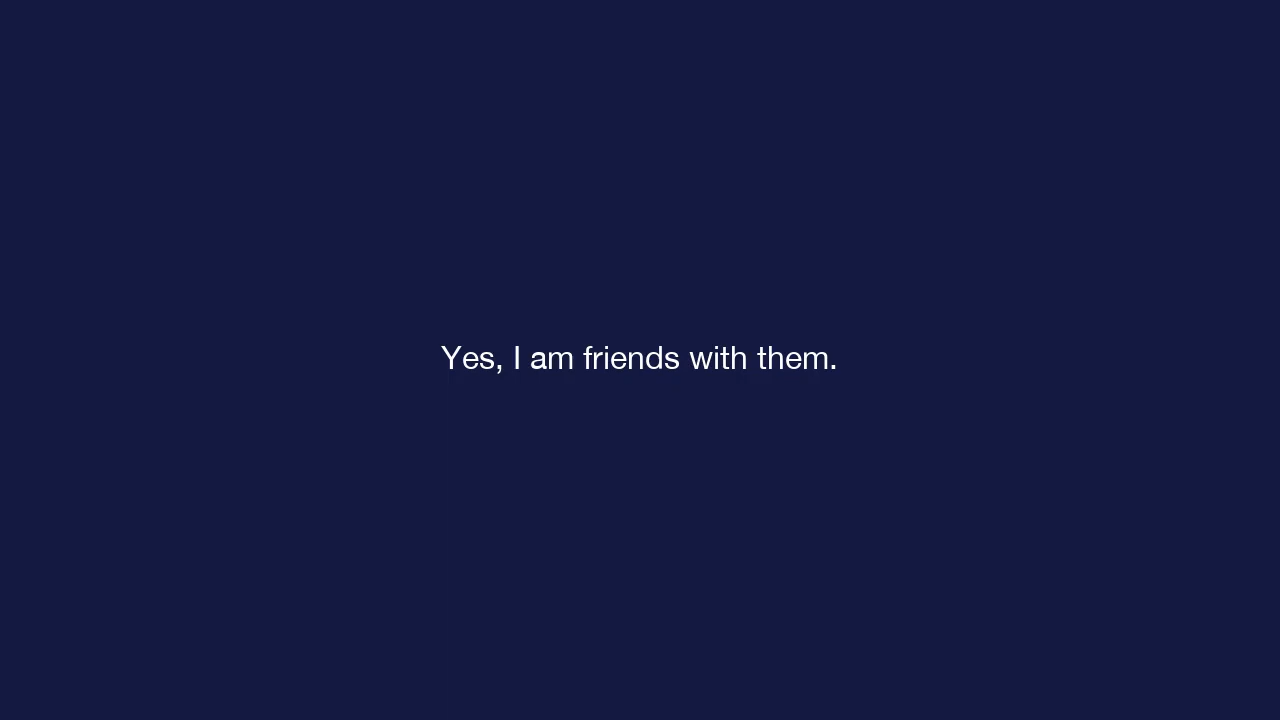 Yes, I am friends with them.